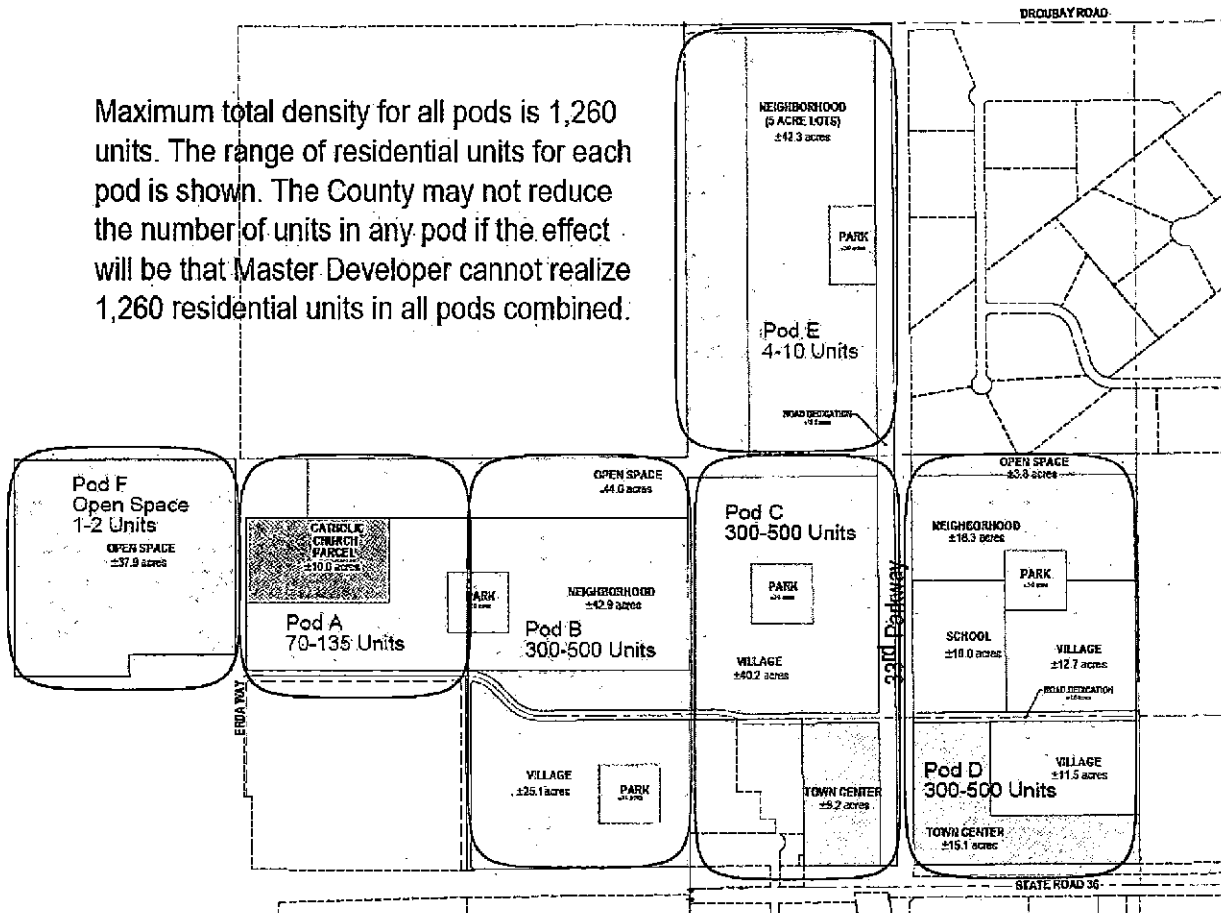 DROUBAY ROAD
Maximum total density for all pods is 1,260
units. The range of residential units for each
pod is shown. The County may not reduce
the number of units in any pod if the effect
will be that Master Developer cannot realize
1,260 residential units in all pods combined.
NEIGHBORHOOD
(5 ACRE LOTS)
±42.3 acres
PARK
Pod E
4-10 Units
ROAD DEDICATION
Pod F
Open Space
1-2 Units
OPEN SPACE
±37.9 acres
CATHOLIC
CHURCH
PARCEL
±10.0 acres
Pod A
70-135 Units
OPEN SPACE
±44.0 acres
PARK
NEIGHBORHOOD
±42.9 acres
Pod B
300-500 Units
Pod C
300-500 Units
PARK
VILLAGE
±40.2 acres
33rd Parkway
OPEN SPACE
±3.8 acres
NEIGHBORHOOD
±16.3 acres
PARK
SCHOOL
±10.0 acres
VILLAGE
±12.7 acres
ROAD DEDICATION
ERDA WAY
VILLAGE
±25.1 acres
PARK
TOWN CENTER
±9.2 acres
Pod D
300-500 Units
VILLAGE
±11.5 acres
TOWN CENTER
±15.1 acres
STATE ROAD 36